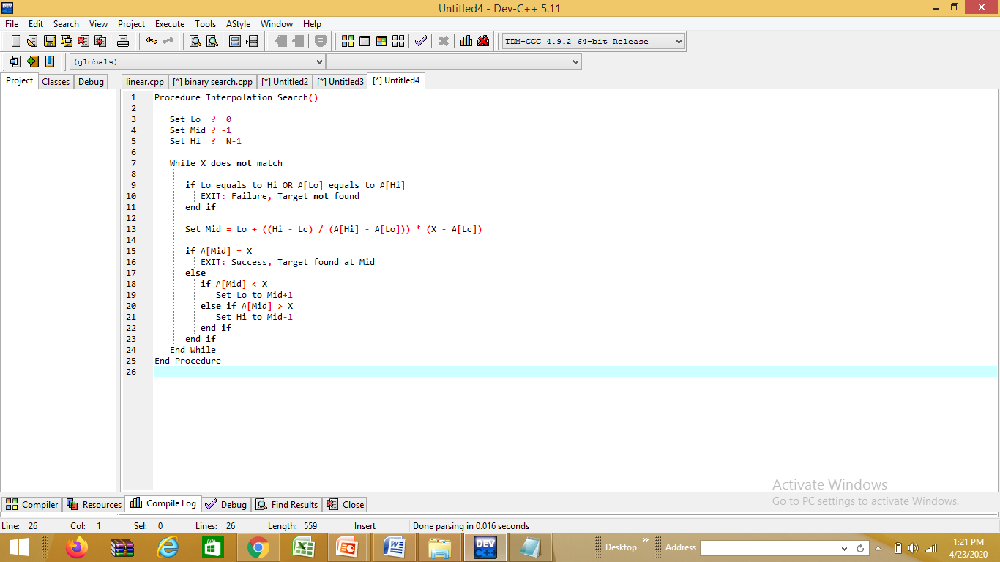 Untitled4 - Dev-C++ 5.11
File Edit Search View Project Execute Tools AStyle Window Help
TDM-GCC 4.9.2 64-bit Release
(globals)
Project Classes Debug
linear.cpp [*] binary search.cpp [*] Untitled2 [*] Untitled3 [*] Untitled4
1 Procedure Interpolation_Search()
2
3 Set Lo ? 0
4 Set Mid ? -1
5 Set Hi ? N-1
6
7 While X does not match
8
9 if Lo equals to Hi OR A[Lo] equals to A[Hi]
10 EXIT: Failure, Target not found
11 end if
12
13 Set Mid = Lo + ((Hi - Lo) / (A[Hi] - A[Lo])) * (X - A[Lo])
14
15 if A[Mid] = X
16 EXIT: Success, Target found at Mid
17 else
18 if A[Mid] < X
19 Set Lo to Mid+1
20 else if A[Mid] > X
21 Set Hi to Mid-1
22 end if
23 end if
24 End While
25 End Procedure
26
Activate Windows
Go to PC settings to activate Windows.
Compiler Resources Compile Log Debug Find Results Close
Line: 26 Col: 1 Sel: 0 Lines: 26 Length: 559 Insert Done parsing in 0.016 seconds
DEV C++ Desktop » Address 1:21 PM
4/23/2020